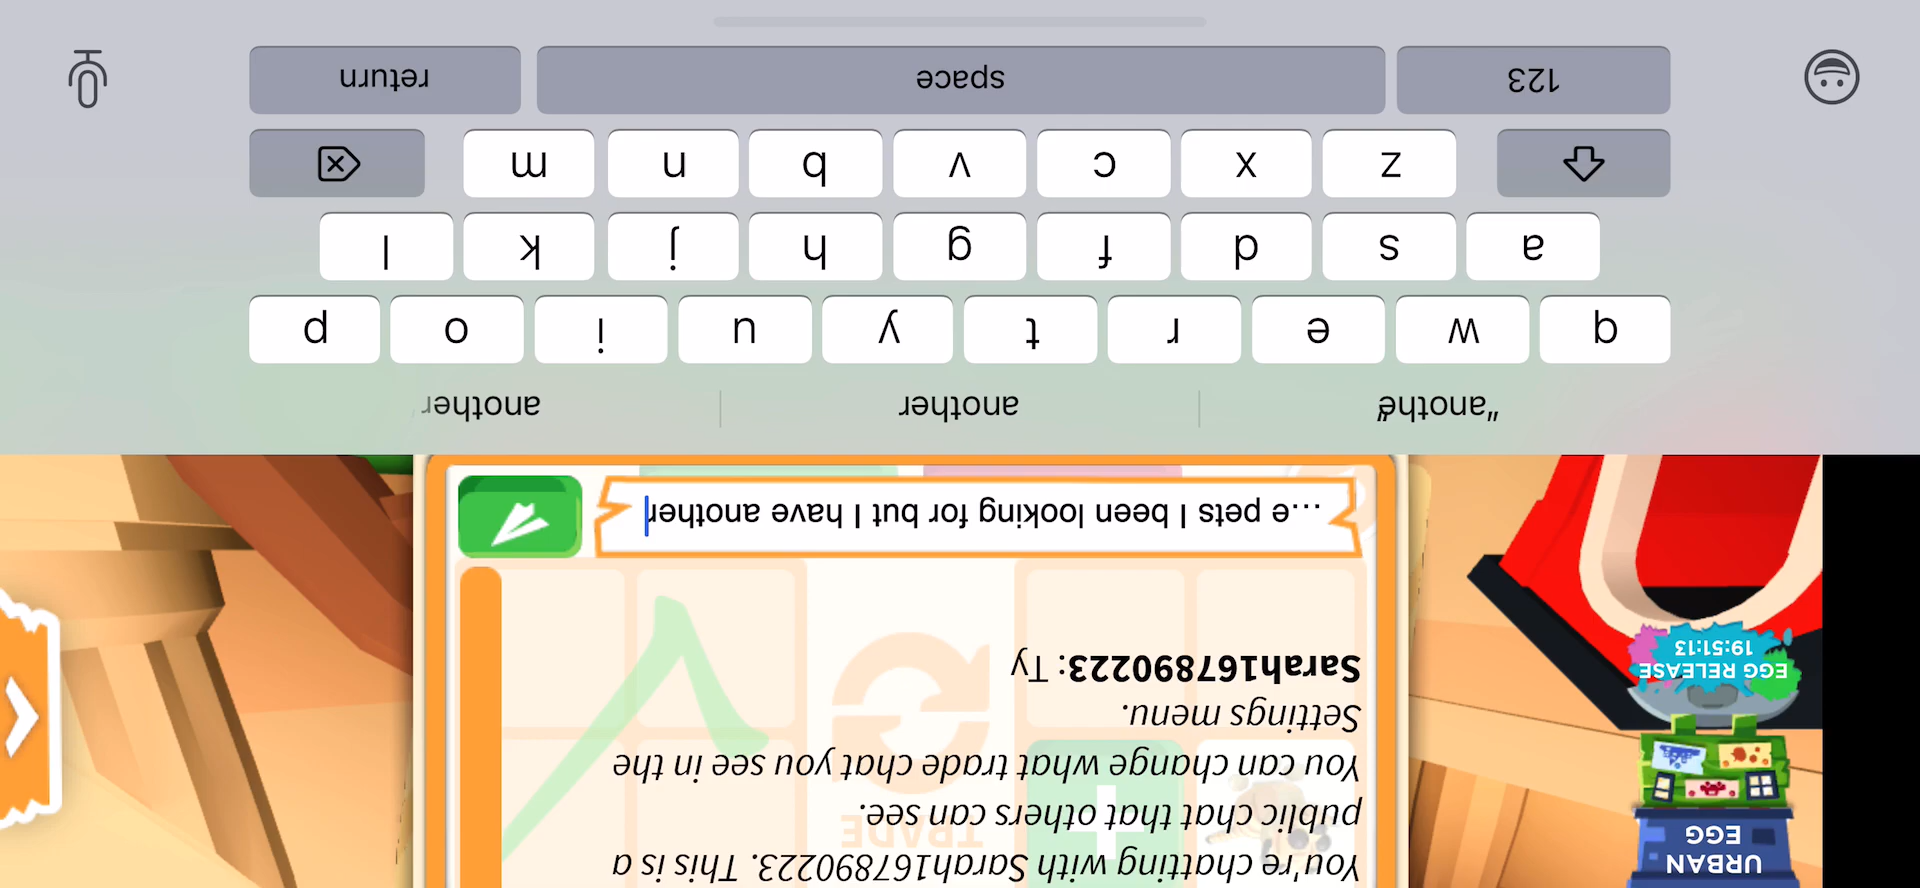 URBAN
EGG
EGG RELEASE
19:51:13
TRADE
You're chatting with Sarah167890223. This is a
public chat that others can see.
You can change what trade chat you see in the
Settings menu.
Sarah167890223: Ty
...e pets I been looking for but I have another
"anothe" another another
q w e r t y u i o p
a s d f g h j k l
z x c v b n m
123 space return